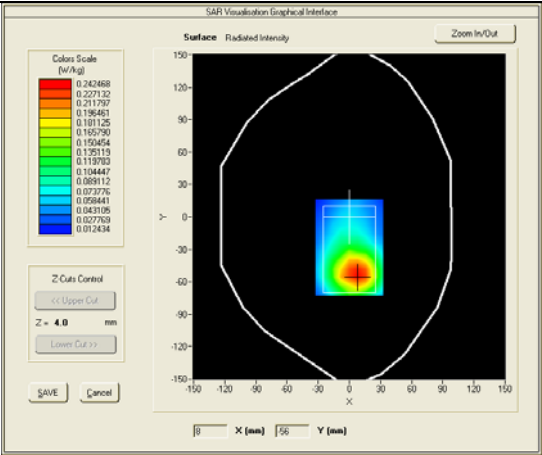 SAR Visualisation Graphical Interface
Surface Radiated Intensity
Zoom In/Out
Colors Scale
(W/kg)
0.242468
0.227132
0.211797
0.196461
0.181125
0.165790
0.150454
0.135119
0.119783
0.104447
0.089112
0.073776
0.058441
0.043105
0.027769
0.012434
Z-Cuts Control
<< Upper Cut
Z = 4.0 mm
Lower Cut >>
SAVE Cancel
150
120
90
60
30
0
-30
-60
-90
-120
-150
Y
-150 -120 -90 -60 -30 0 30 60 90 120 150
X
8 X (mm) -56 Y (mm)